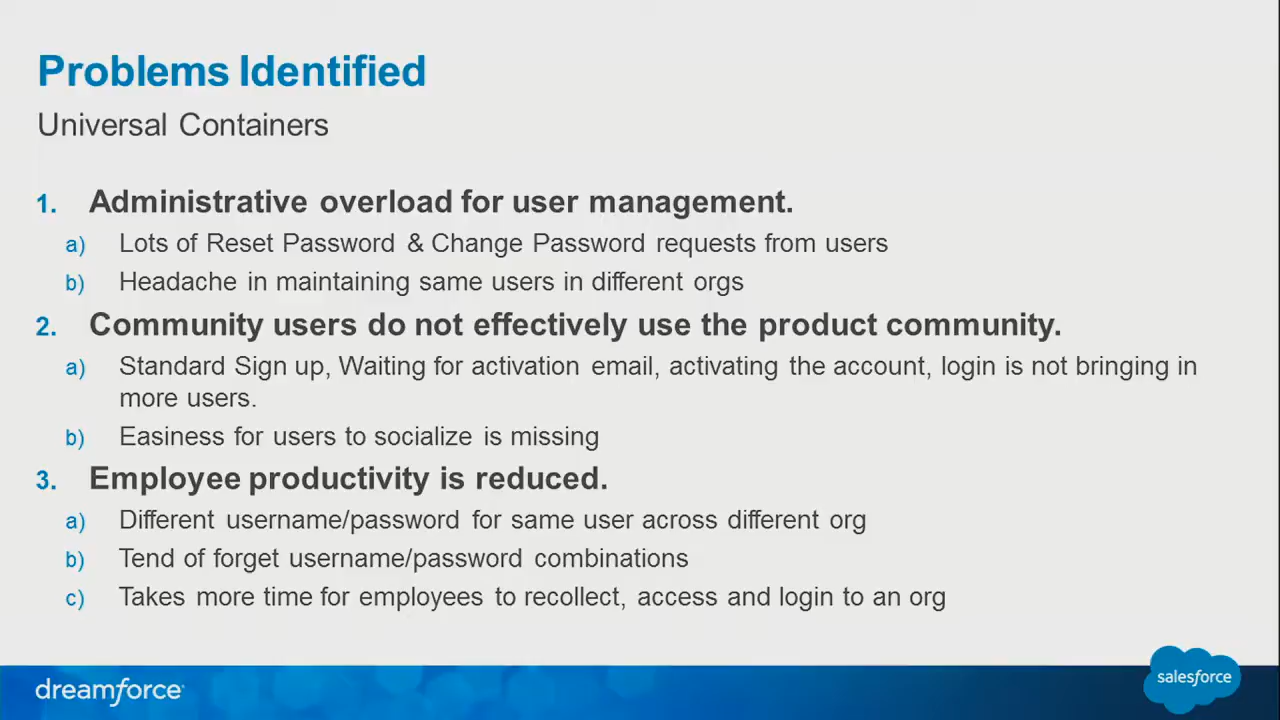 Problems Identified
Universal Containers
1. Administrative overload for user management.
a) Lots of Reset Password & Change Password requests from users
b) Headache in maintaining same users in different orgs
2. Community users do not effectively use the product community.
a) Standard Sign up, Waiting for activation email, activating the account, login is not bringing in
more users.
b) Easiness for users to socialize is missing
3. Employee productivity is reduced.
a) Different username/password for same user across different org
b) Tend of forget username/password combinations
c) Takes more time for employees to recollect, access and login to an org
dreamforce
salesforce